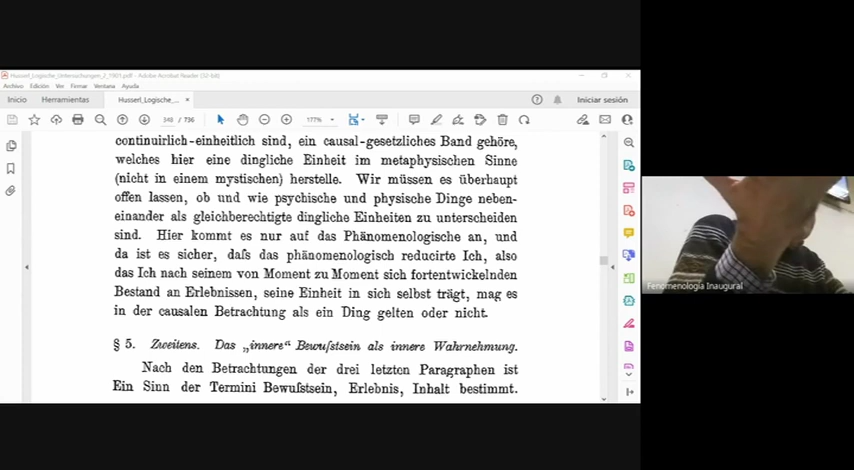 Husserl_Logische_Untersuchungen_2_1901.pdf - Adobe Acrobat Reader (32-bit)
Archivo Edición Ver Firmar Ventana Ayuda
Inicio Herramientas Husserl_Logische_... × Iniciar sesión
348 / 736 177%
continuirlich-einheitlich sind, ein causal-gesetzliches Band gehöre,
welches hier eine dingliche Einheit im metaphysischen Sinne
(nicht in einem mystischen) herstelle. Wir müssen es überhaupt
offen lassen, ob und wie psychische und physische Dinge neben-
einander als gleichberechtigte dingliche Einheiten zu unterscheiden
sind. Hier kommt es nur auf das Phänomenologische an, und
da ist es sicher, daſs das phänomenologisch reducirte Ich, also
das Ich nach seinem von Moment zu Moment sich fortentwickelnden
Bestand an Erlebnissen, seine Einheit in sich selbst trägt, mag es
in der causalen Betrachtung als ein Ding gelten oder nicht.
§ 5. Zweitens. Das „innere“ Bewuſstsein als innere Wahrnehmung.
Nach den Betrachtungen der drei letzton Paragraphen ist
Ein Sinn der Termini Bewuſstsein, Erlebnis, Inhalt bestimmt.
Fenomenología Inaugural